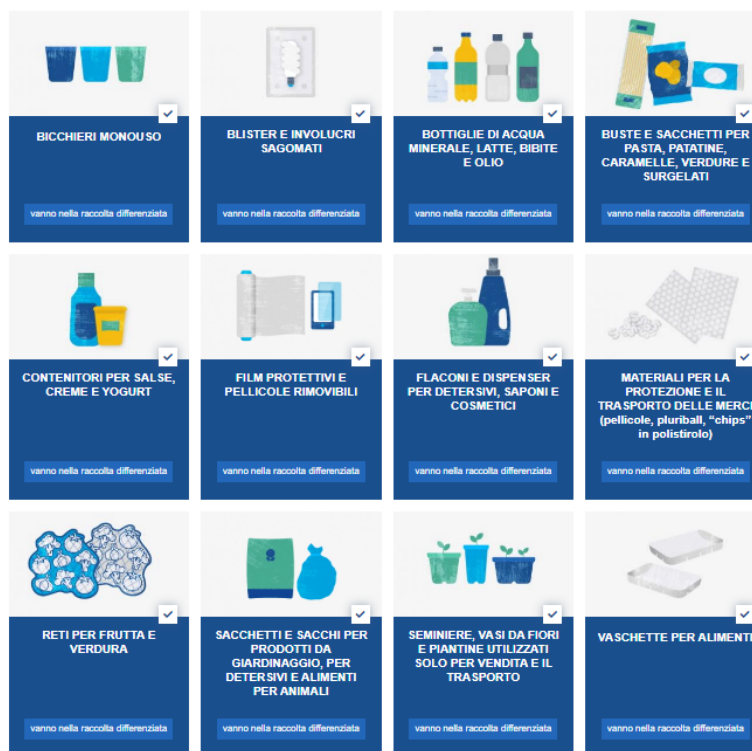 BICCHIERI MONOUSO
vanno nella raccolta differenziata
BLISTER E INVOLUCRI
SAGOMATI
vanno nella raccolta differenziata
BOTTIGLIE DI ACQUA
MINERALE, LATTE, BIBITE
E OLIO
vanno nella raccolta differenziata
BUSTE E SACCHETTI PER
PASTA, PATATINE,
CARAMELLE, VERDURE E
SURGELATI
vanno nella raccolta differenziata
CONTENITORI PER SALSE,
CREME E YOGURT
vanno nella raccolta differenziata
FILM PROTETTIVI E
PELLICOLE RIMOVIBILI
vanno nella raccolta differenziata
FLACONI E DISPENSER
PER DETERSIVI, SAPONI E
COSMETICI
vanno nella raccolta differenziata
MATERIALI PER LA
PROTEZIONE E IL
TRASPORTO DELLE MERCI
(pellicole, pluriball, “chips”
in polistirolo)
vanno nella raccolta differenziata
RETI PER FRUTTA E
VERDURA
vanno nella raccolta differenziata
SACCHETTI E SACCHI PER
PRODOTTI DA
GIARDINAGGIO, PER
DETERSIVI E ALIMENTI
PER ANIMALI
vanno nella raccolta differenziata
SEMINIERE, VASI DA FIORI
E PIANTINE UTILIZZATI
SOLO PER VENDITA E IL
TRASPORTO
vanno nella raccolta differenziata
VASCHETTE PER ALIMENTI
vanno nella raccolta differenziata